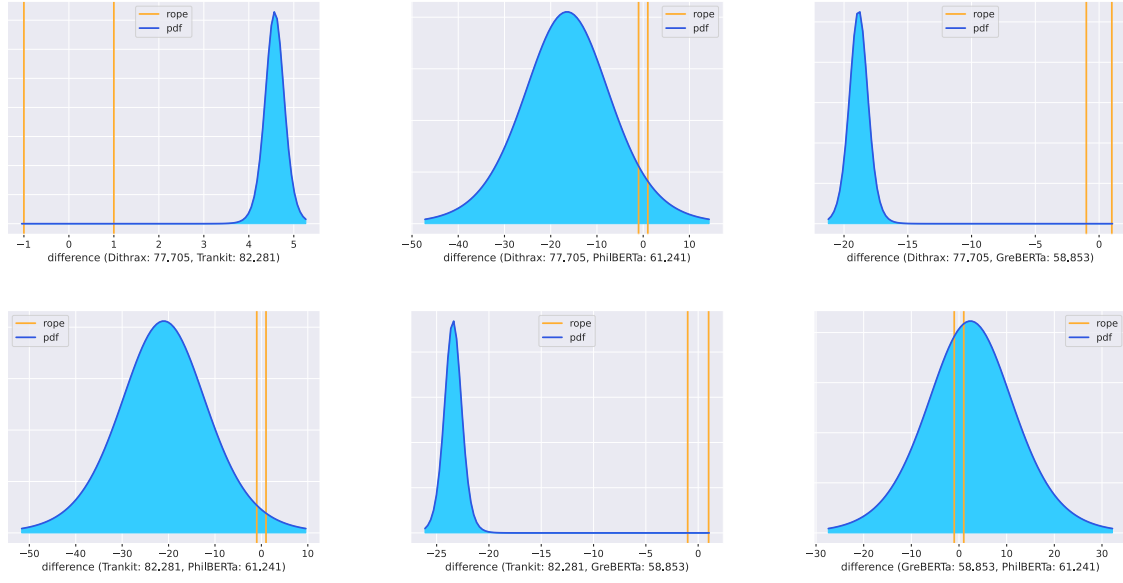 rope
pdf
−1 0 1 2 3 4 5
difference (Dithrax: 77.705, Trankit: 82.281)
rope
pdf
−50 −40 −30 −20 −10 0 10
difference (Dithrax: 77.705, PhilBERTa: 61.241)
rope
pdf
−20 −15 −10 −5 0
difference (Dithrax: 77.705, GreBERTa: 58.853)
rope
pdf
−50 −40 −30 −20 −10 0 10
difference (Trankit: 82.281, PhilBERTa: 61.241)
rope
pdf
−25 −20 −15 −10 −5 0
difference (Trankit: 82.281, GreBERTa: 58.853)
rope
pdf
−30 −20 −10 0 10 20 30
difference (GreBERTa: 58.853, PhilBERTa: 61.241)